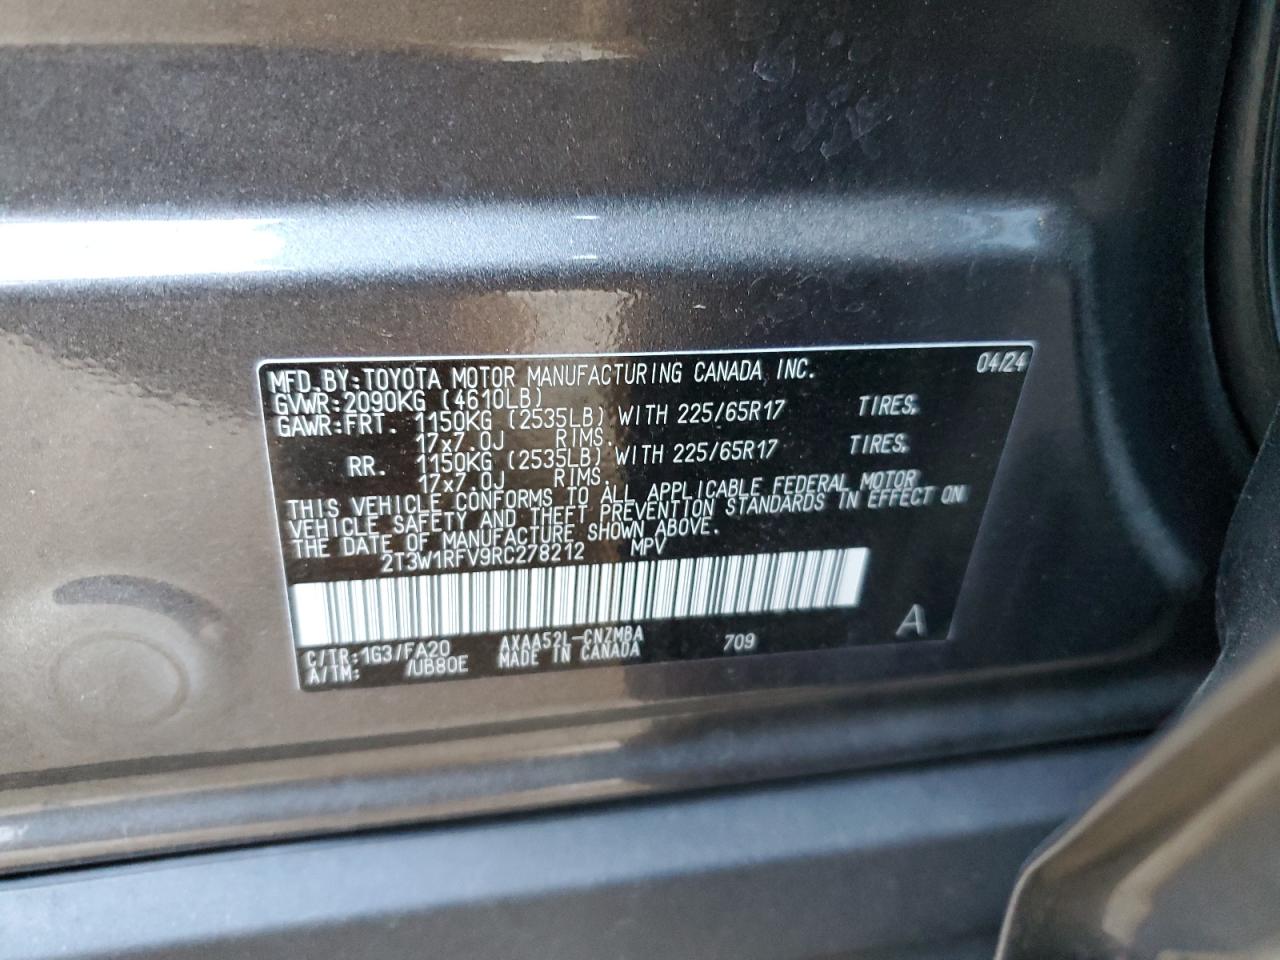 MFD.BY:TOYOTA MOTOR MANUFACTURING CANADA INC. 04/24
GVWR:2090KG (4610LB)
GAWR:FRT. 1150KG (2535LB) WITH 225/65R17 TIRES.
17x7.0J RIMS.
RR. 1150KG (2535LB) WITH 225/65R17 TIRES.
17x7.0J RIMS.
THIS VEHICLE CONFORMS TO ALL APPLICABLE FEDERAL MOTOR
VEHICLE SAFETY AND THEFT PREVENTION STANDARDS IN EFFECT ON
THE DATE OF MANUFACTURE SHOWN ABOVE.
2T3W1RFV9RC278212 MPV
C/TR:1G3/FA20 AXAA52L-CNZMBA 709 A
A/TM: /UB80E MADE IN CANADA